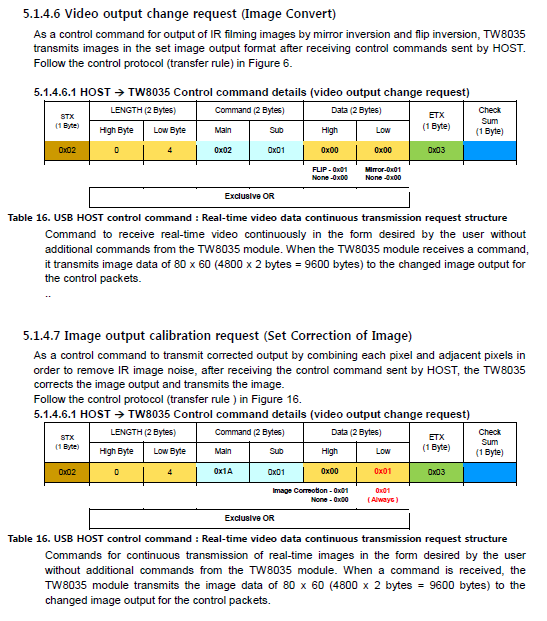 5.1.4.6 Video output change request (Image Convert)
As a control command for output of IR filming images by mirror inversion and flip inversion, TW8035
transmits images in the set image output format after receiving control commands sent by HOST.
Follow the control protocol (transfer rule) in Figure 6.
5.1.4.6.1 HOST → TW8035 Control command details (video output change request)
STX (1 Byte) LENGTH (2 Bytes) Command (2 Bytes) Data (2 Bytes) ETX (1 Byte) Check Sum (1 Byte)
High Byte Low Byte Main Sub High Low
0x02 0 4 0x02 0x01 0x00 0x00 0x03
FLIP - 0x01 Mirror-0x01
None -0x00 None -0x00
Exclusive OR
Table 16. USB HOST control command : Real-time video data continuous transmission request structure
Command to receive real-time video continuously in the form desired by the user without
additional commands from the TW8035 module. When the TW8035 module receives a command,
it transmits image data of 80 x 60 (4800 x 2 bytes = 9600 bytes) to the changed image output for
the control packets.
..
5.1.4.7 Image output calibration request (Set Correction of Image)
As a control command to transmit corrected output by combining each pixel and adjacent pixels in
order to remove IR image noise, after receiving the control command sent by HOST, the TW8035
corrects the image output and transmits the image.
Follow the control protocol (transfer rule ) in Figure 16.
5.1.4.6.1 HOST → TW8035 Control command details (video output change request)
STX (1 Byte) LENGTH (2 Bytes) Command (2 Bytes) Data (2 Bytes) ETX (1 Byte) Check Sum (1 Byte)
High Byte Low Byte Main Sub High Low
0x02 0 4 0x1A 0x01 0x00 0x01 0x03
Image Correction - 0x01 0x01
None - 0x00 (Always)
Exclusive OR
Table 16. USB HOST control command : Real-time video data continuous transmission request structure
Commands for continuous transmission of real-time images in the form desired by the user
without additional commands from the TW8035 module. When a command is received, the
TW8035 module transmits the image data of 80 x 60 (4800 x 2 bytes = 9600 bytes) to the
changed image output for the control packets.